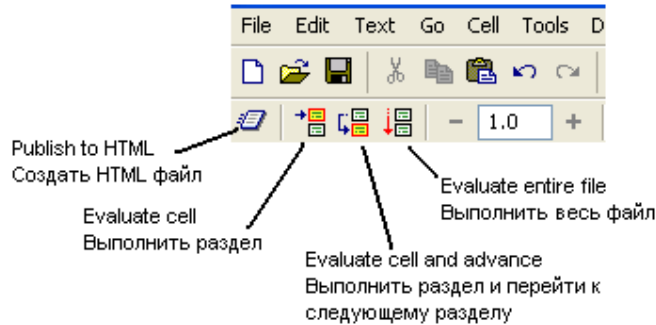 File Edit Text Go Cell Tools D
1.0
Publish to HTML
Создать HTML файл
Evaluate cell
Выполнить раздел
Evaluate entire file
Выполнить весь файл
Evaluate cell and advance
Выполнить раздел и перейти к
следующему разделу